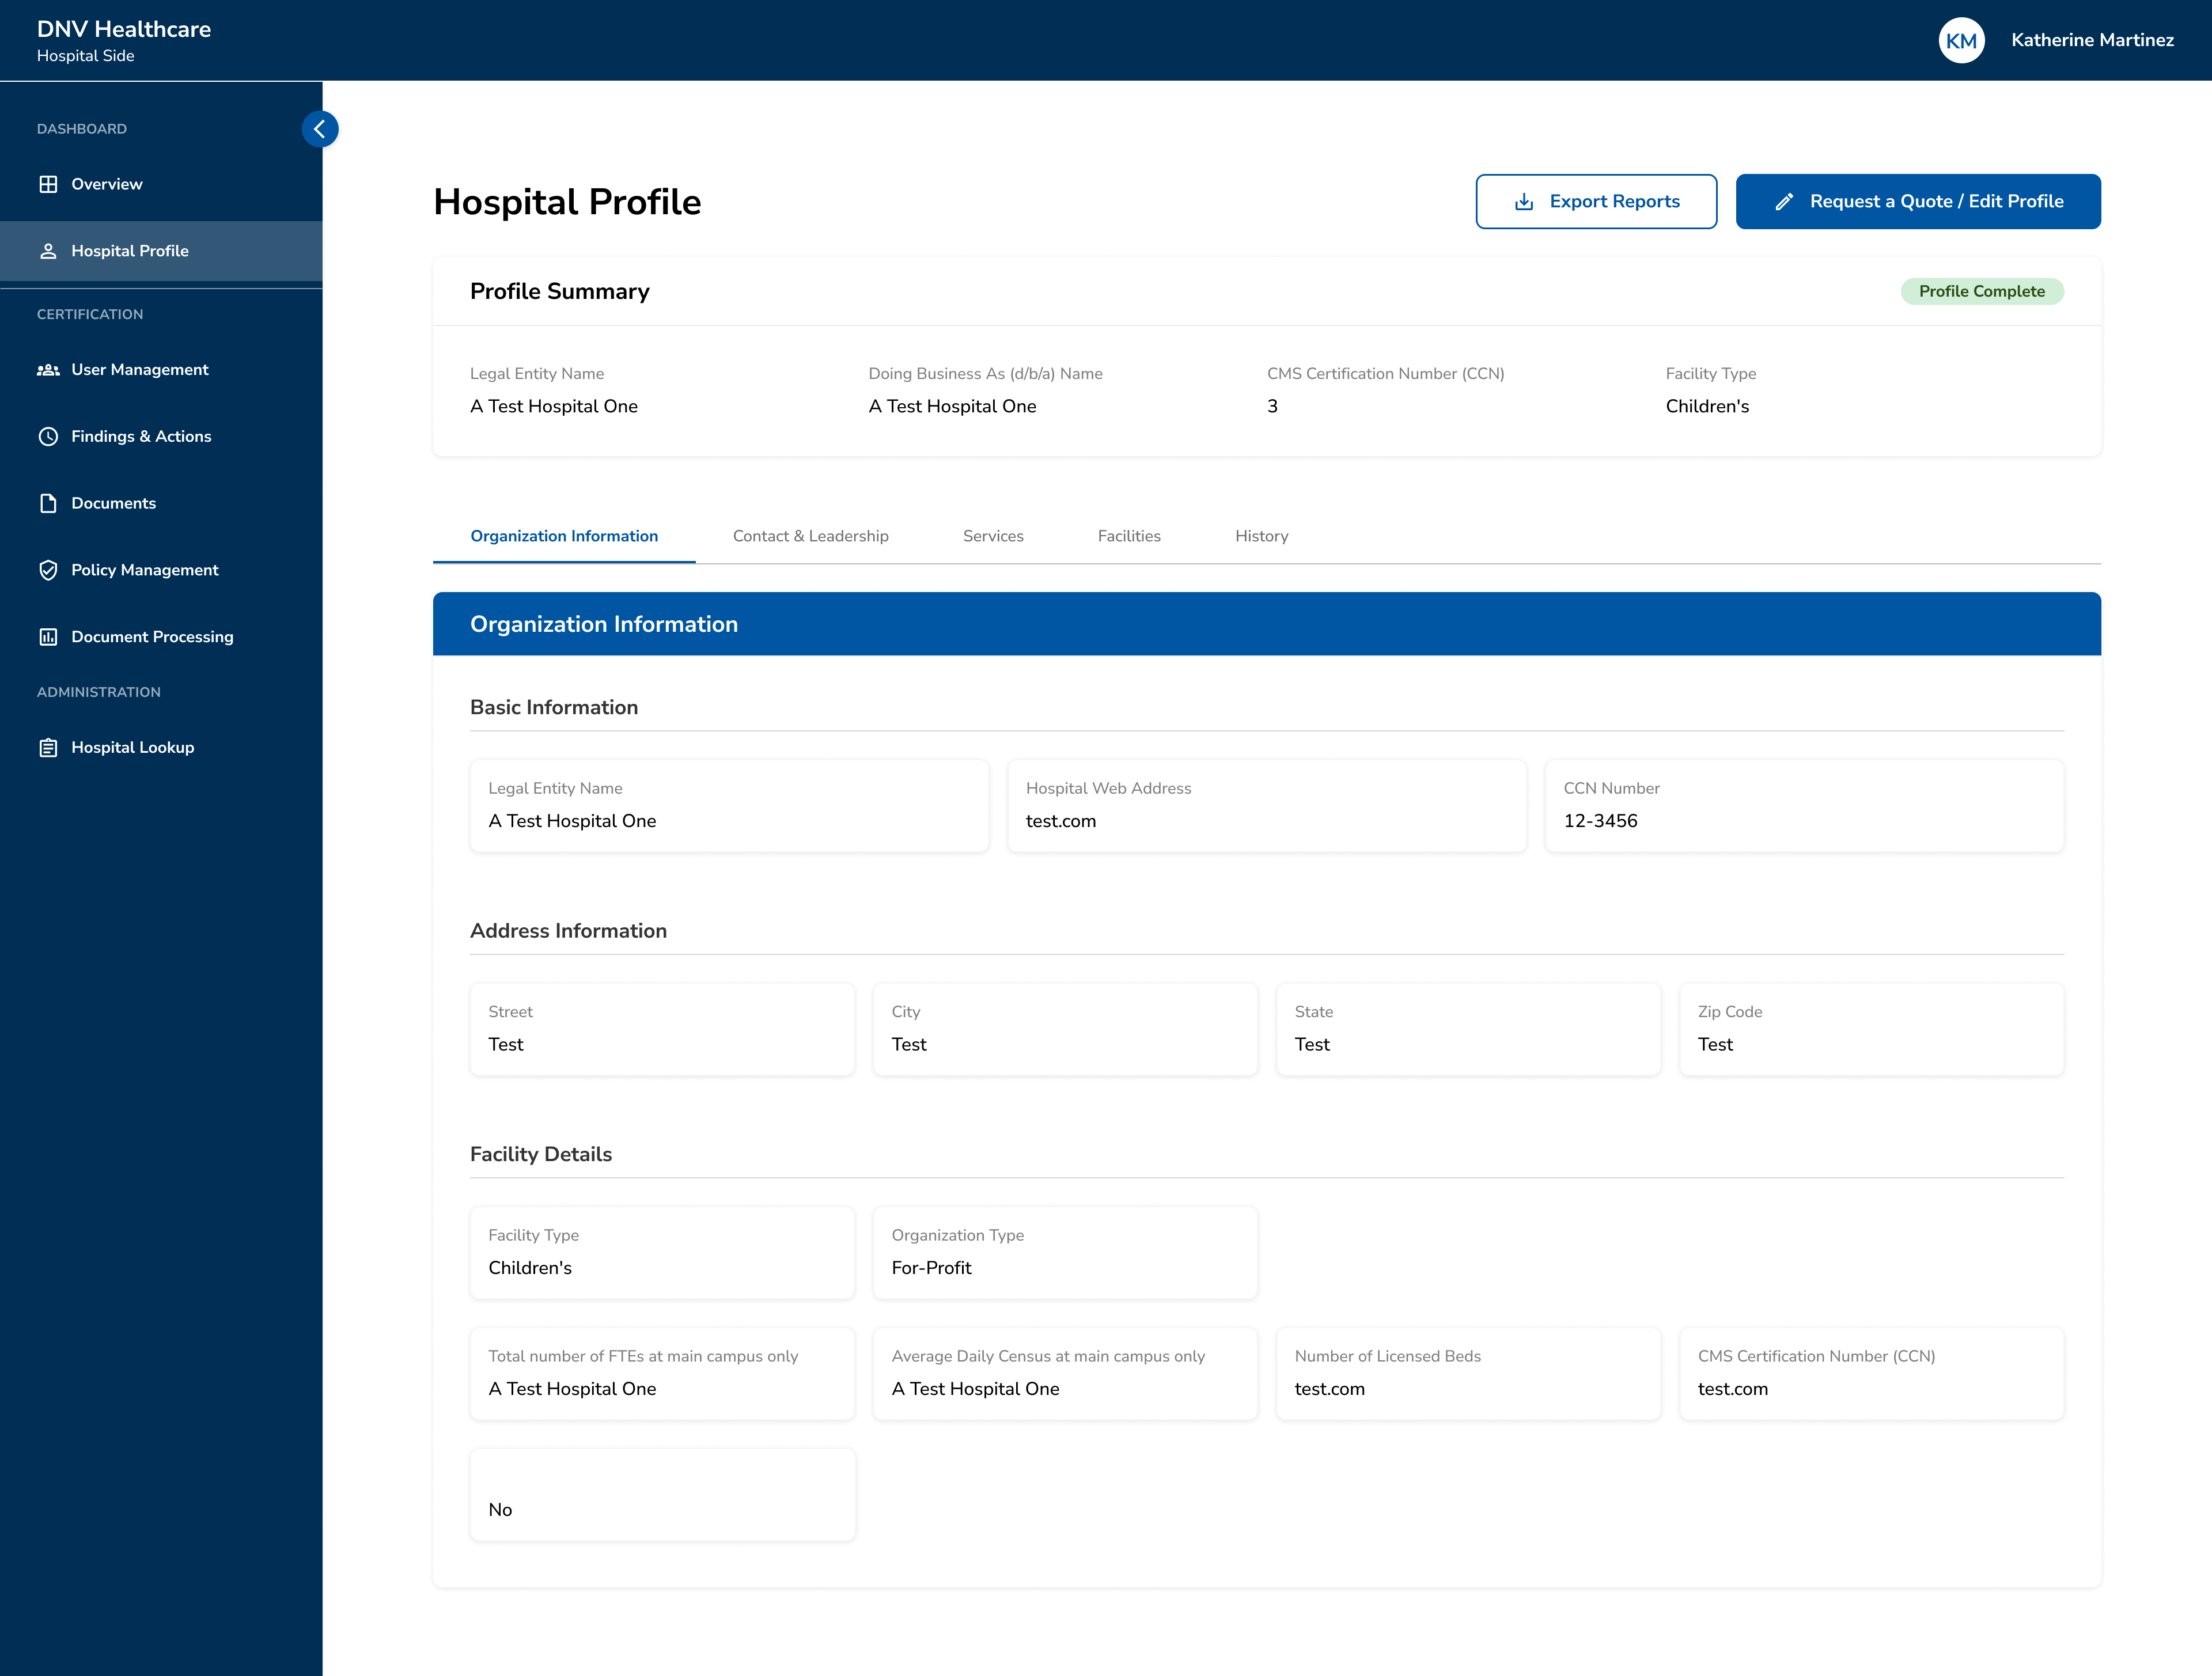 DNV Healthcare
Hospital Side
KM
Katherine Martinez
DASHBOARD
Overview
Hospital Profile
CERTIFICATION
User Management
Findings & Actions
Documents
Policy Management
Document Processing
ADMINISTRATION
Hospital Lookup
Hospital Profile
Export Reports
Request a Quote / Edit Profile
Profile Summary
Profile Complete
Legal Entity Name
A Test Hospital One
Doing Business As (d/b/a) Name
A Test Hospital One
CMS Certification Number (CCN)
3
Facility Type
Children's
Organization Information
Contact & Leadership
Services
Facilities
History
Organization Information
Basic Information
Legal Entity Name
A Test Hospital One
Hospital Web Address
test.com
CCN Number
12-3456
Address Information
Street
Test
City
Test
State
Test
Zip Code
Test
Facility Details
Facility Type
Children's
Organization Type
For-Profit
Total number of FTEs at main campus only
A Test Hospital One
Average Daily Census at main campus only
A Test Hospital One
Number of Licensed Beds
test.com
CMS Certification Number (CCN)
test.com
No